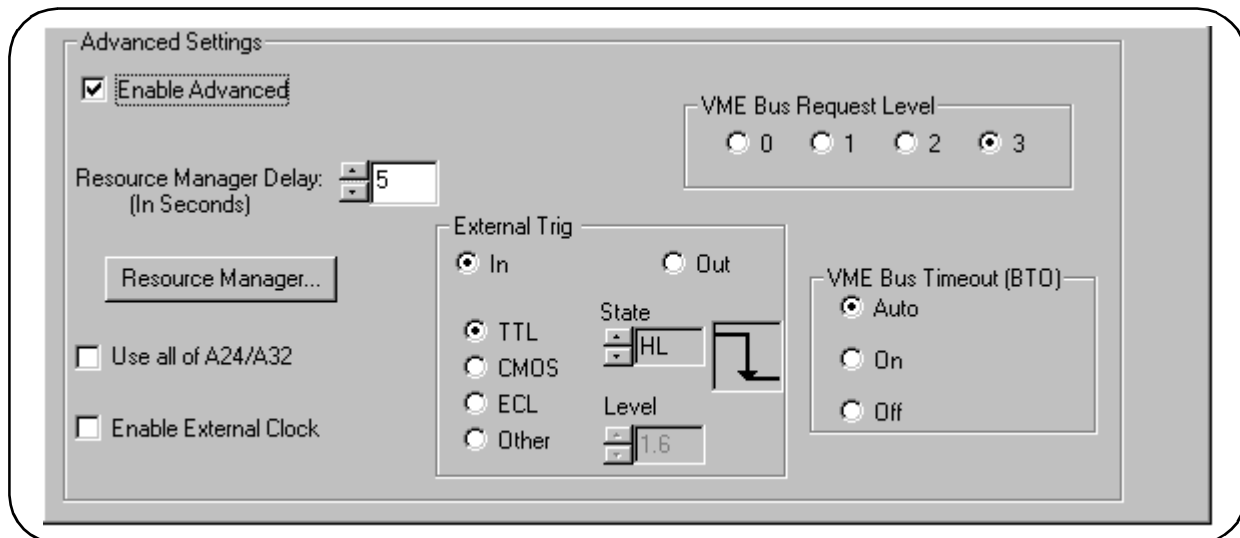 Advanced Settings
Enable Advanced
VME Bus Request Level
0 1 2 3
Resource Manager Delay:
(In Seconds)
5
Resource Manager...
Use all of A24/A32
Enable External Clock
External Trig
In Out
TTL
CMOS
ECL
Other
State
HL
Level
1.6
VME Bus Timeout (BTO)
Auto
On
Off